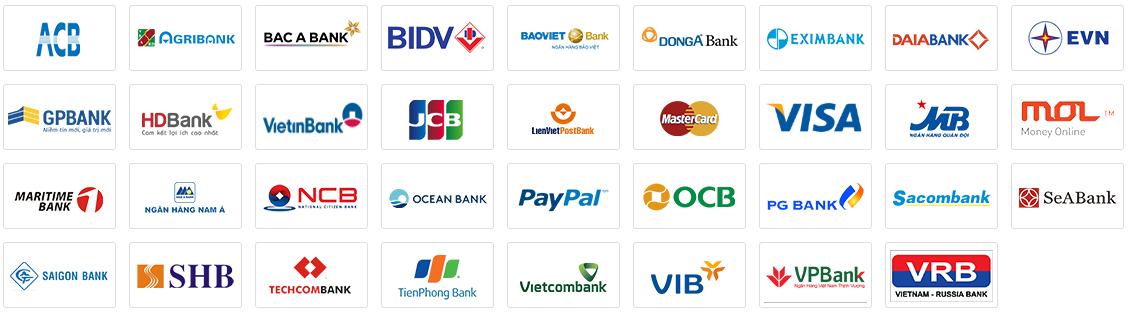 ACB
AGRIBANK
BAC A BANK
BIDV
BAOVIET Bank
NGÂN HÀNG BẢO VIỆT
DONGA Bank
EXIMBANK
DAIABANK
EVN
GPBANK
Niềm tin mới, giá trị mới
HDBank
Cam kết lợi ích cao nhất
VietinBank
JCB
LienVietPostBank
MasterCard
VISA
MB
NGÂN HÀNG QUÂN ĐỘI
MOL TM
Money Online
MARITIME
BANK
NGÂN HÀNG NAM Á
NCB
NATIONAL CITIZEN BANK
OCEAN BANK
PayPal
OCB
PG BANK
Sacombank
SeABank
SAIGON BANK
SHB
TECHCOMBANK
TienPhong Bank
Vietcombank
VIB
VPBank
Ngân Hàng Việt Nam Thịnh Vượng
VRB
VIETNAM - RUSSIA BANK